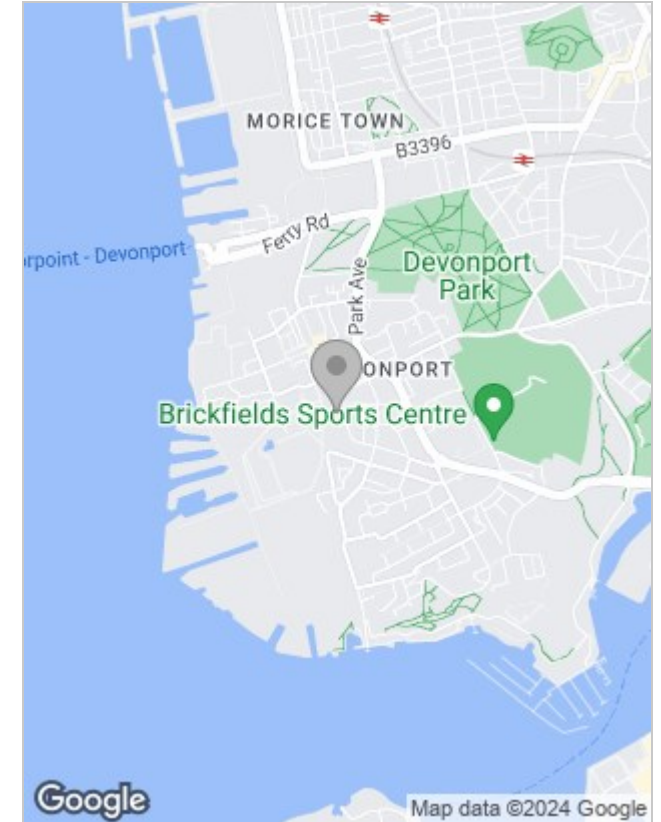 MORICE TOWN
B3396
Ferry Rd
rpoint - Devonport
Devonport
Park
Park Ave
ONPORT
Brickfields Sports Centre
Google
Map data ©2024 Google